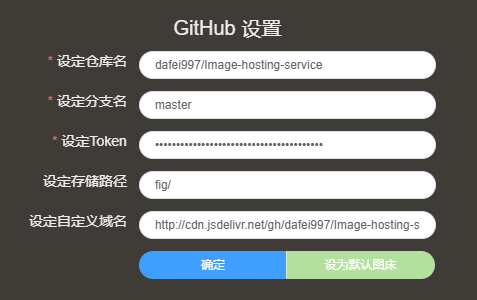 GitHub 设置
* 设定仓库名 dafei997/Image-hosting-service
* 设定分支名 master
* 设定Token ••••••••••••••••••••••••••••••••••••••••
设定存储路径 fig/
设定自定义域名 http://cdn.jsdelivr.net/gh/dafei997/Image-hosting-s
确定 设为默认图床